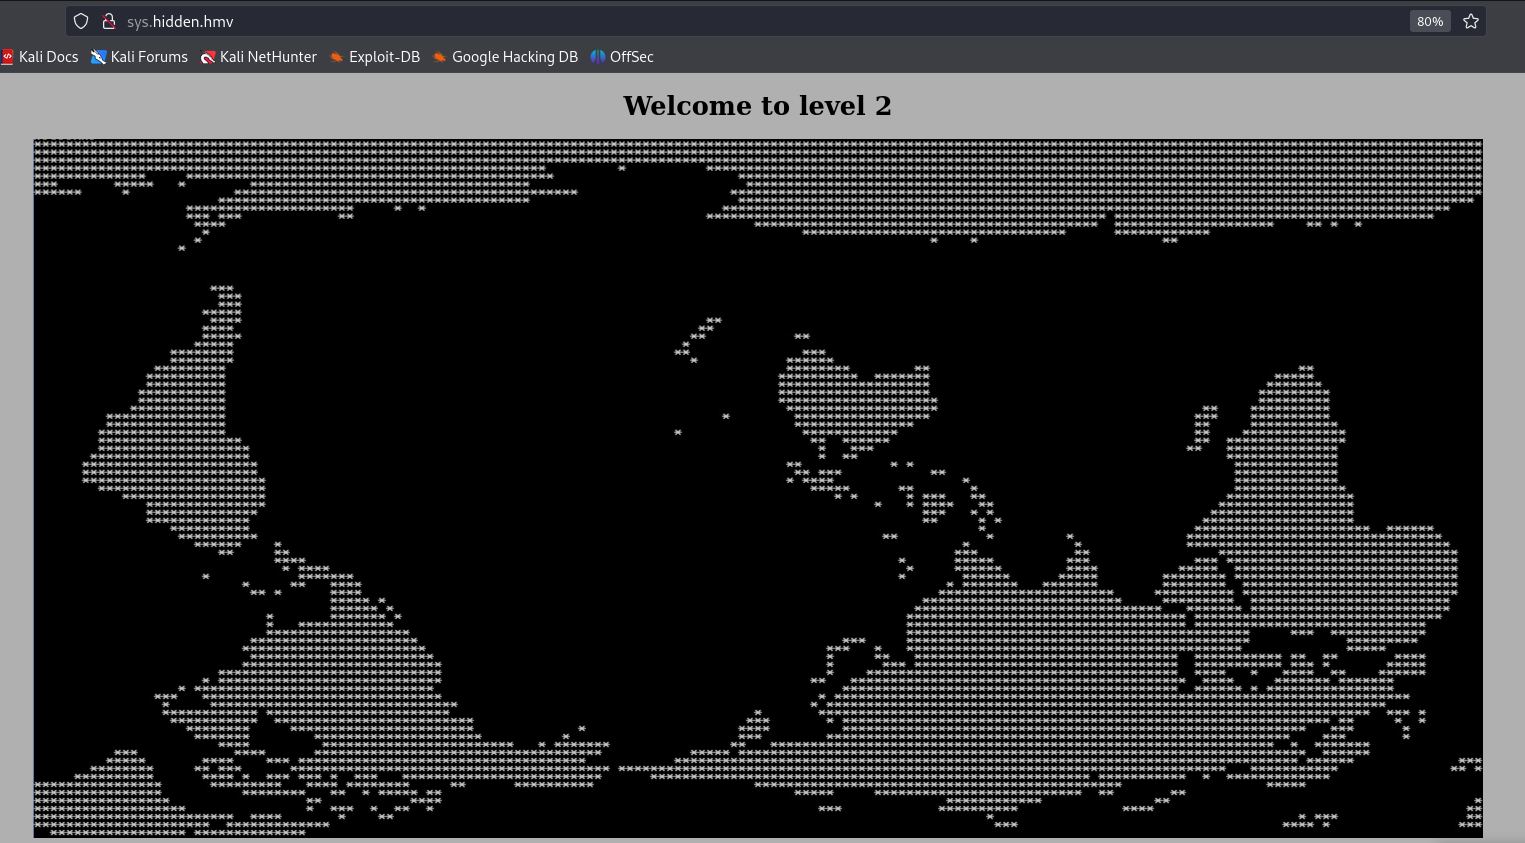 sys.hidden.hmv
80%
Kali Docs Kali Forums Kali NetHunter Exploit-DB Google Hacking DB OffSec
Welcome to level 2